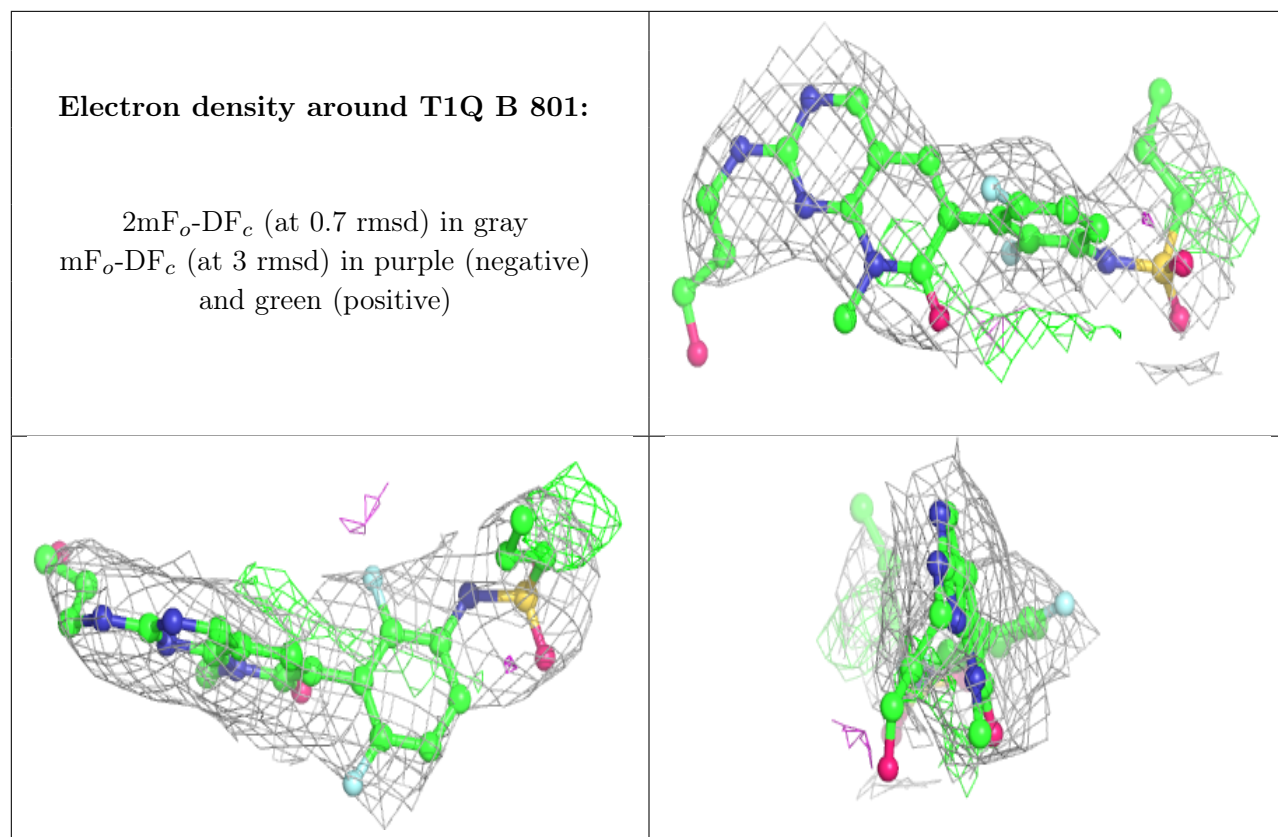 Electron density around T1Q B 801:
2mFo-DFc (at 0.7 rmsd) in gray
mFo-DFc (at 3 rmsd) in purple (negative)
and green (positive)